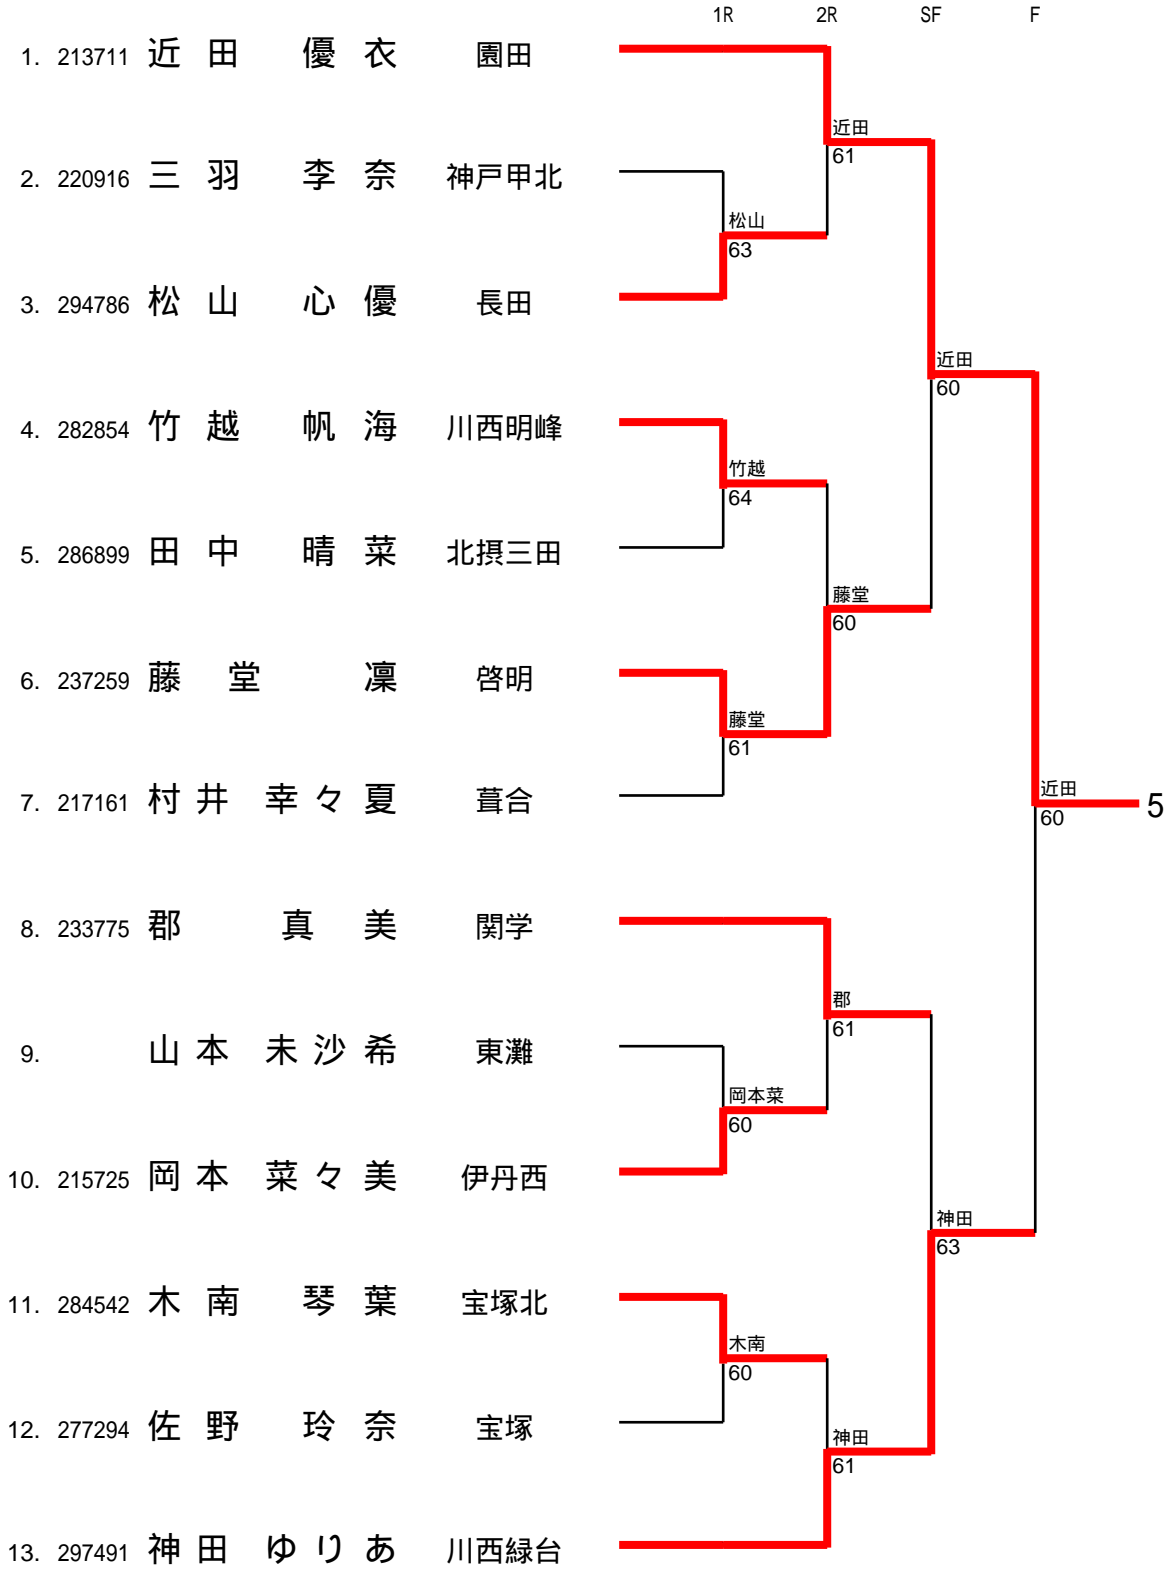 1R 2R SF F
1. 213711 近田 優衣 園田
近田
61
2. 220916 三羽 李奈 神戸甲北
松山
63
3. 294786 松山 心優 長田
近田
60
4. 282854 竹越 帆海 川西明峰
竹越
64
5. 286899 田中 晴菜 北摂三田
藤堂
60
6. 237259 藤堂 凜 啓明
藤堂
61
7. 217161 村井 幸々夏 葺合
近田
60
5
8. 233775 郡 真美 関学
郡
61
9. 山本 未沙希 東灘
岡本菜
60
10. 215725 岡本 菜々美 伊丹西
神田
63
11. 284542 木南 琴葉 宝塚北
木南
60
12. 277294 佐野 玲奈 宝塚
神田
61
13. 297491 神田 ゆりあ 川西緑台